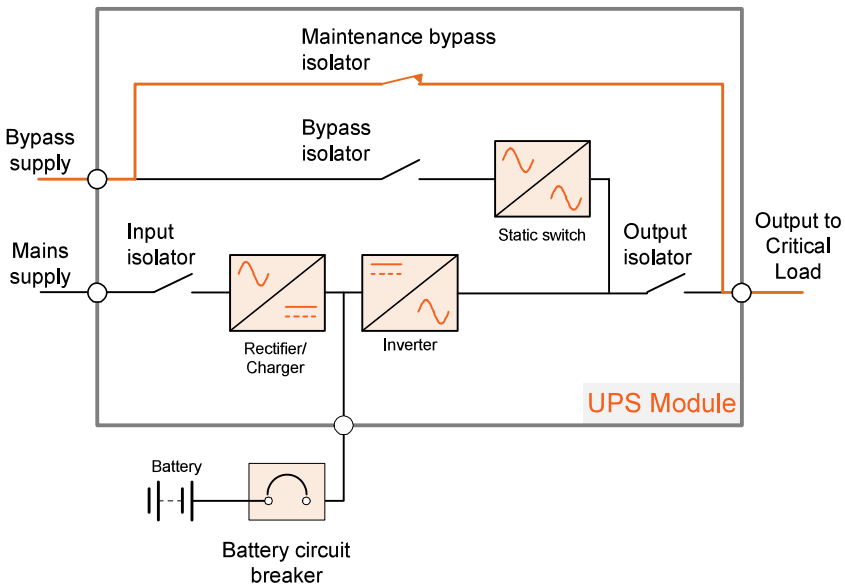 Maintenance bypass
isolator
Bypass
supply
Bypass
isolator
Static switch
Mains
supply
Input
isolator
Output
isolator
Output to
Critical
Load
Rectifier/
Charger
Inverter
UPS Module
Battery
Battery circuit
breaker